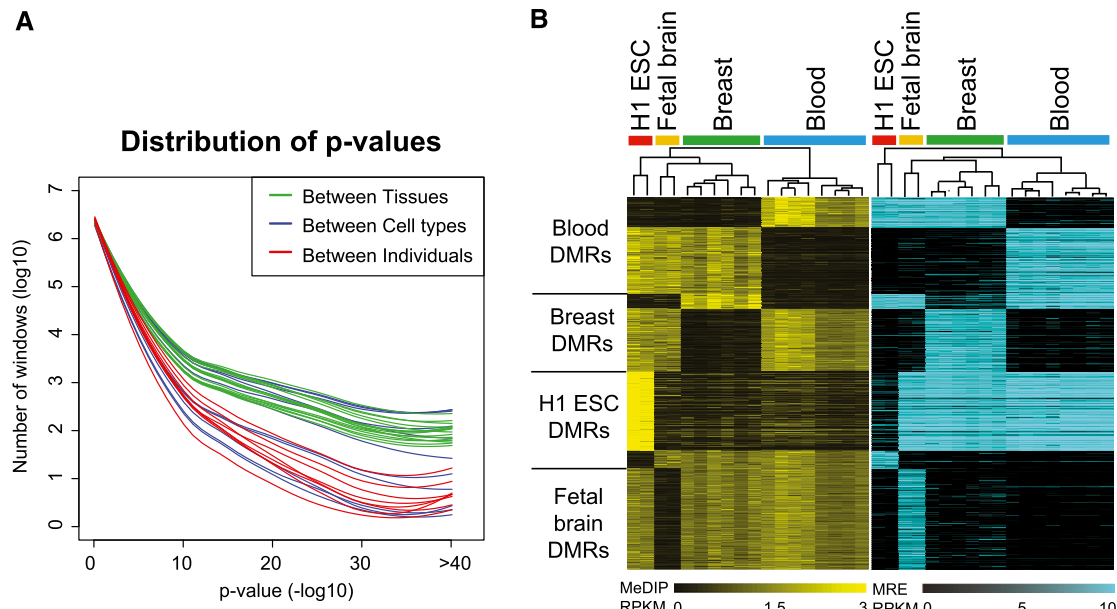 A
Distribution of p-values
Number of windows (log10)
7
6
5
4
3
2
1
0
Between Tissues
Between Cell types
Between Individuals
0 10 20 30 >40
p-value (-log10)
B
H1 ESC
Fetal brain
Breast
Blood
H1 ESC
Fetal brain
Breast
Blood
Blood
DMRs
Breast
DMRs
H1 ESC
DMRs
Fetal
brain
DMRs
MeDIP
RPKM 0 1.5 3
MRE
RPKM 0 5 10